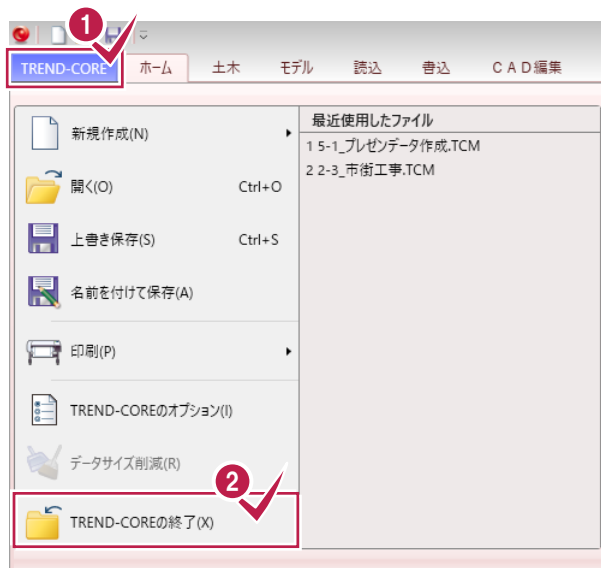 1
TREND-CORE ホーム 土木 モデル 読込 書込 CAD編集
新規作成(N)
開く(O) Ctrl+O
上書き保存(S) Ctrl+S
名前を付けて保存(A)
印刷(P)
TREND-COREのオプション(I)
データサイズ削減(R)
2
TREND-COREの終了(X)
最近使用したファイル
1 5-1_プレゼンデータ作成.TCM
2 2-3_市街工事.TCM